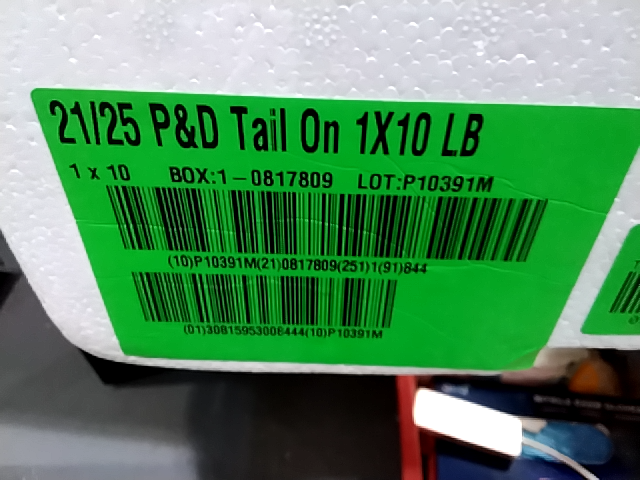 21/25 P&D Tail On 1X10 LB
1 x 10 BOX:1-0817809 LOT:P10391M
(10)P10391M(21)0817809(251)1(91)844
(01)30815953008444(10)P10391M